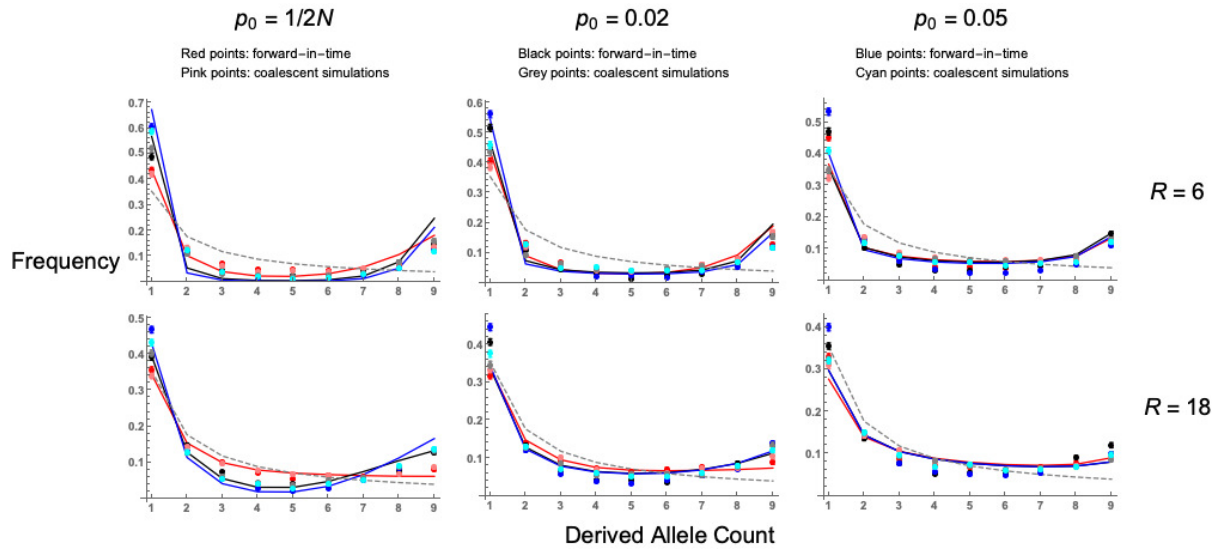 p₀ = 1/2N
p₀ = 0.02
p₀ = 0.05
Red points: forward-in-time
Pink points: coalescent simulations
Black points: forward-in-time
Grey points: coalescent simulations
Blue points: forward-in-time
Cyan points: coalescent simulations
0.7
0.6
0.5
0.4
0.3
0.2
0.1
1 2 3 4 5 6 7 8 9
0.6
0.5
0.4
0.3
0.2
0.1
1 2 3 4 5 6 7 8 9
0.5
0.4
0.3
0.2
0.1
1 2 3 4 5 6 7 8 9
R = 6
Frequency
0.5
0.4
0.3
0.2
0.1
1 2 3 4 5 6 7 8 9
0.4
0.3
0.2
0.1
1 2 3 4 5 6 7 8 9
0.4
0.3
0.2
0.1
1 2 3 4 5 6 7 8 9
R = 18
Derived Allele Count